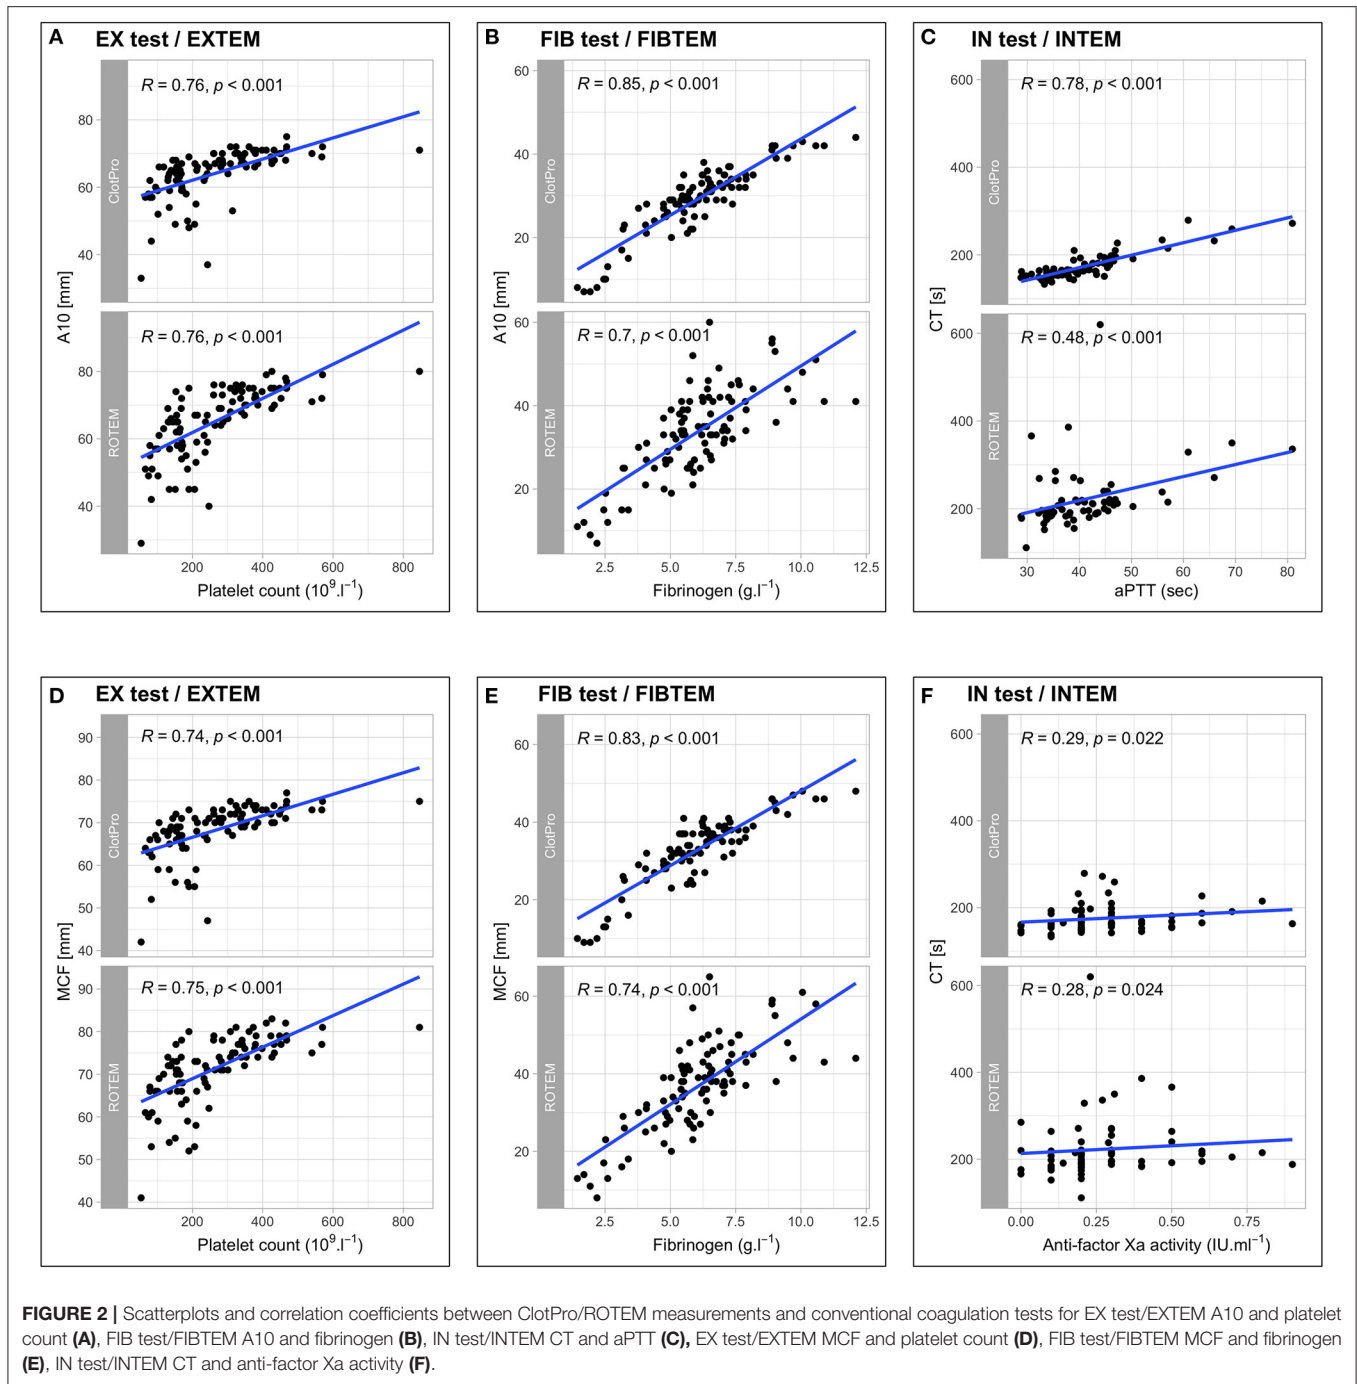 A EX test / EXTEM
ClotPro
R = 0.76, p < 0.001
80
60
40
A10 [mm]
ROTEM
R = 0.76, p < 0.001
80
60
40
200 400 600 800
Platelet count (10⁹.l⁻¹)
B FIB test / FIBTEM
ClotPro
R = 0.85, p < 0.001
60
40
20
A10 [mm]
ROTEM
R = 0.7, p < 0.001
60
40
20
2.5 5.0 7.5 10.0 12.5
Fibrinogen (g.l⁻¹)
C IN test / INTEM
ClotPro
R = 0.78, p < 0.001
600
400
200
CT [s]
ROTEM
R = 0.48, p < 0.001
600
400
200
30 40 50 60 70 80
aPTT (sec)
D EX test / EXTEM
ClotPro
R = 0.74, p < 0.001
90
80
70
60
50
40
MCF [mm]
ROTEM
R = 0.75, p < 0.001
90
80
70
60
50
40
200 400 600 800
Platelet count (10⁹.l⁻¹)
E FIB test / FIBTEM
ClotPro
R = 0.83, p < 0.001
60
40
20
MCF [mm]
ROTEM
R = 0.74, p < 0.001
60
40
20
2.5 5.0 7.5 10.0 12.5
Fibrinogen (g.l⁻¹)
F IN test / INTEM
ClotPro
R = 0.29, p = 0.022
600
400
200
CT [s]
ROTEM
R = 0.28, p = 0.024
600
400
200
0.00 0.25 0.50 0.75
Anti-factor Xa activity (IU.ml⁻¹)
FIGURE 2 | Scatterplots and correlation coefficients between ClotPro/ROTEM measurements and conventional coagulation tests for EX test/EXTEM A10 and platelet
count (A), FIB test/FIBTEM A10 and fibrinogen (B), IN test/INTEM CT and aPTT (C), EX test/EXTEM MCF and platelet count (D), FIB test/FIBTEM MCF and fibrinogen
(E), IN test/INTEM CT and anti-factor Xa activity (F).